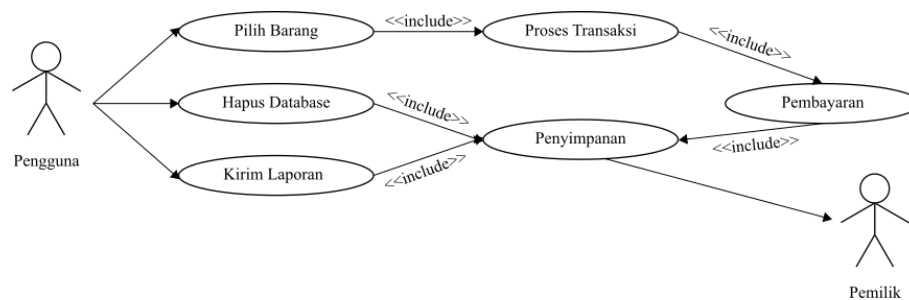 Pilih Barang
<<include>>
Proses Transaksi
<<include>>
Hapus Database
<<include>>
Pembayaran
Penyimpanan
<<include>>
Pengguna
Kirim Laporan
<<include>>
Pemilik